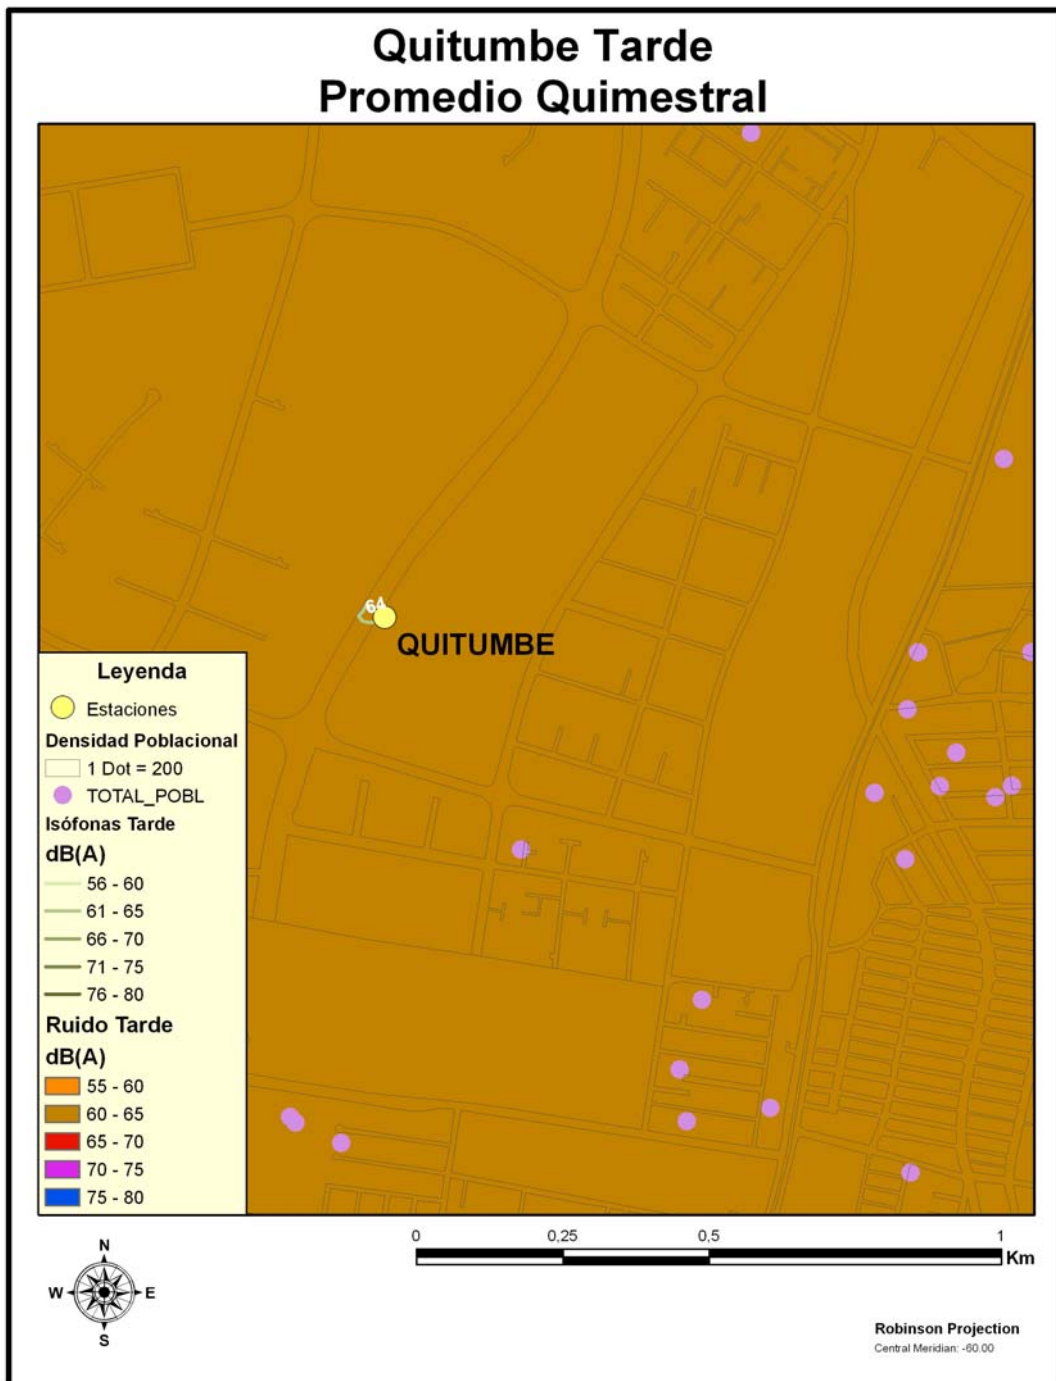 Quitumbe Tarde
Promedio Quimestral
64
QUITUMBE
Leyenda
Estaciones
Densidad Poblacional
1 Dot = 200
TOTAL_POBL
Isófonas Tarde
dB(A)
56 - 60
61 - 65
66 - 70
71 - 75
76 - 80
Ruido Tarde
dB(A)
55 - 60
60 - 65
65 - 70
70 - 75
75 - 80
N
W E
S
0 0,25 0,5 1
Km
Robinson Projection
Central Meridian: -60.00